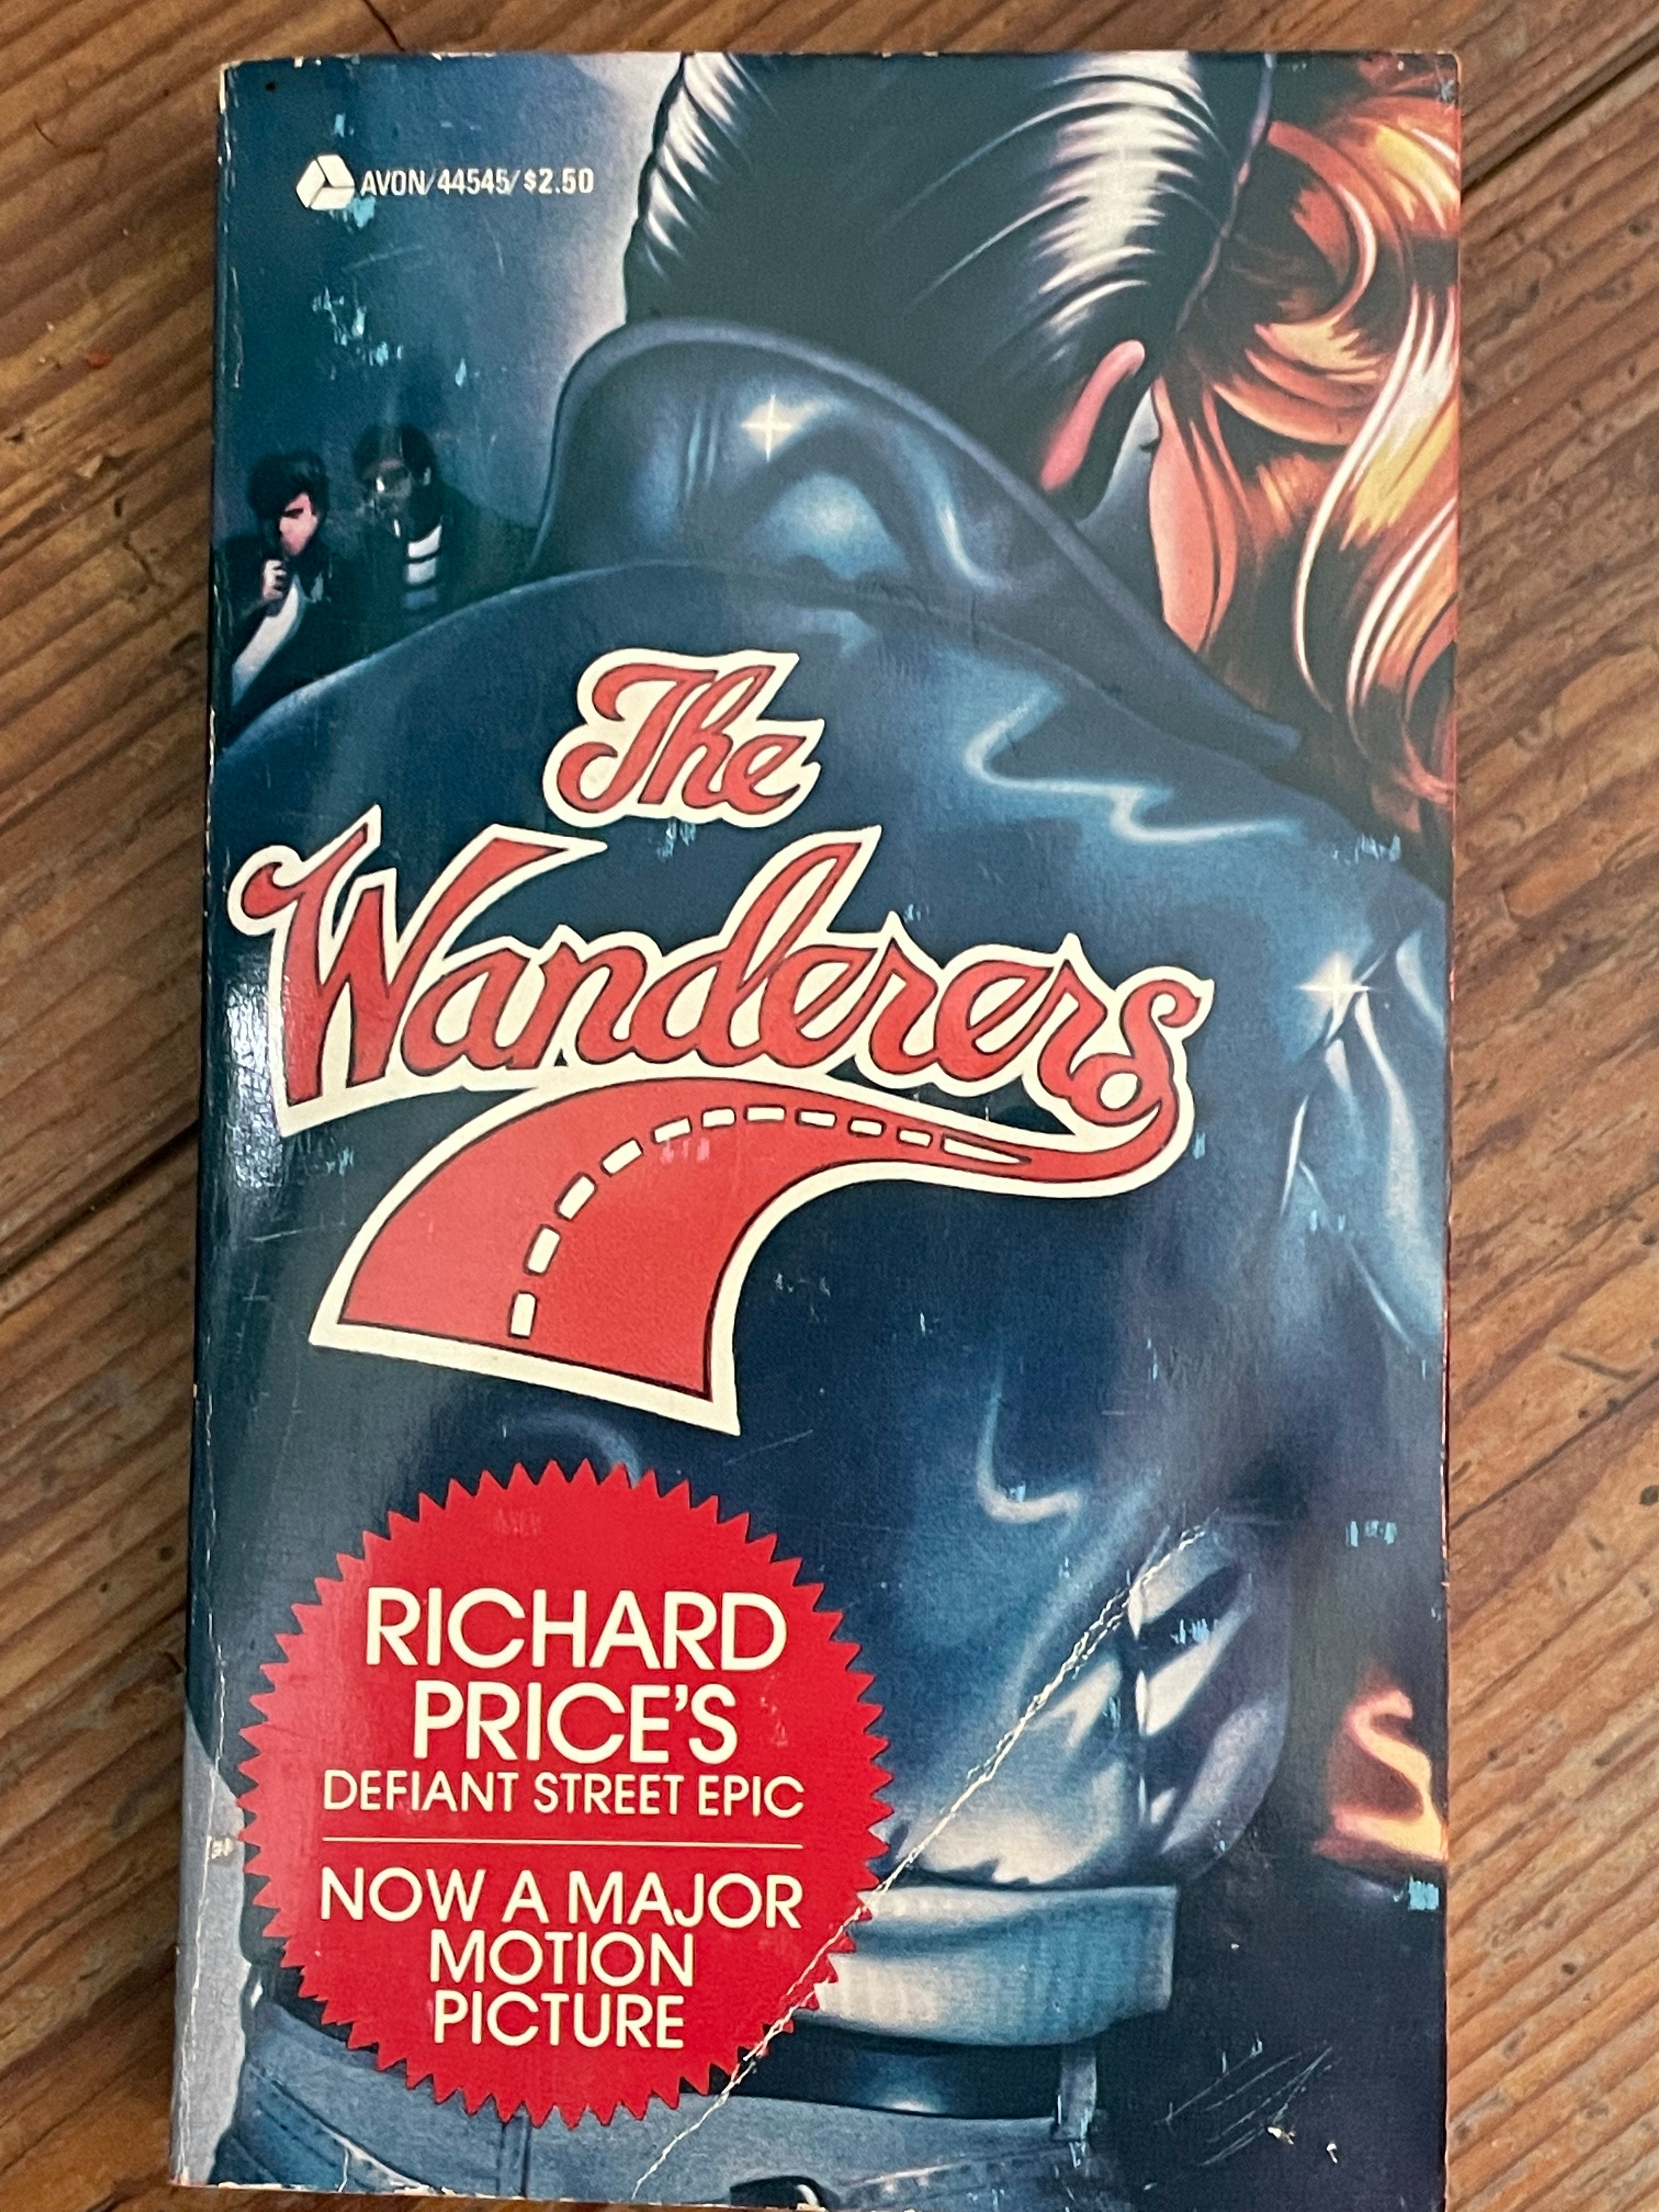 AVON/44545/$2.50
The
Wanderers
RICHARD
PRICE'S
DEFIANT STREET EPIC
NOW A MAJOR
MOTION
PICTURE